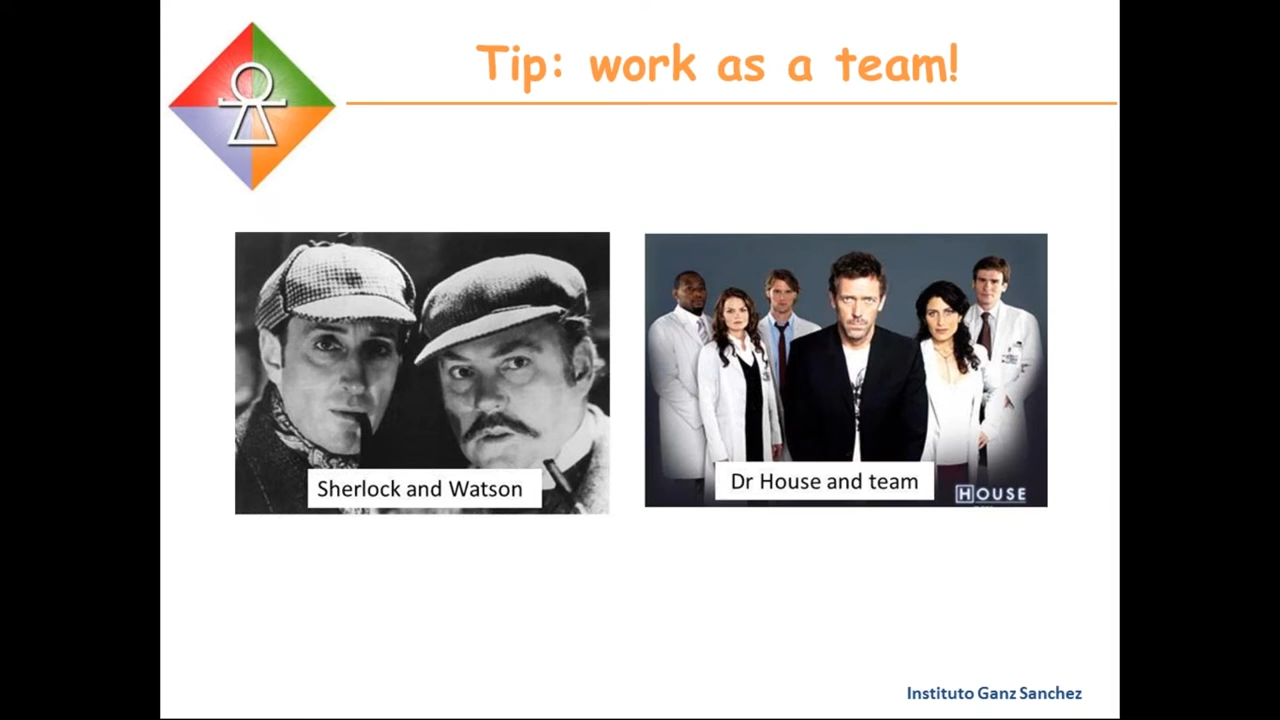 Tip: work as a team!
Sherlock and Watson
Dr House and team
HOUSE
Instituto Ganz Sanchez